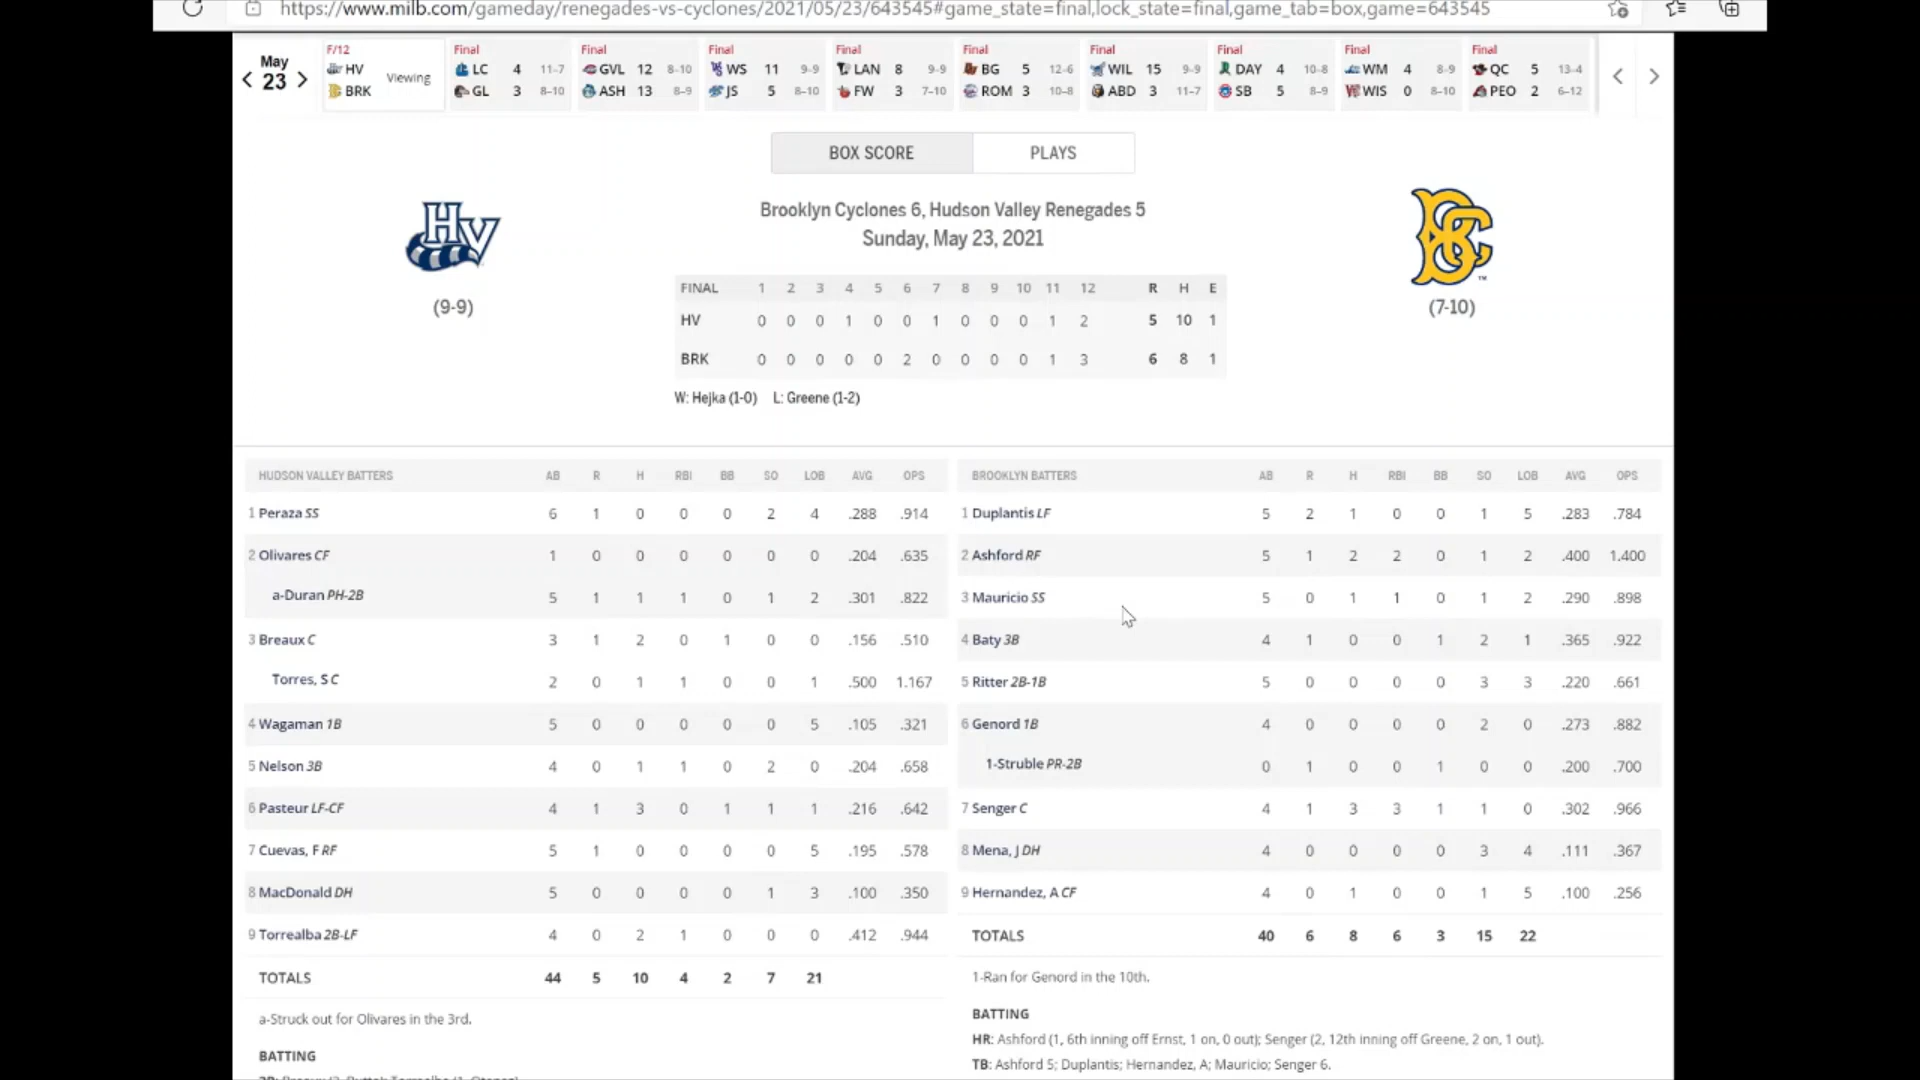 https://www.milb.com/gameday/renegades-vs-cyclones/2021/05/23/643545#game_state=final,lock_state=final,game_tab=box,game=643545
May 23
F/12
HV
BRK
Viewing
Final
LC 4 11-7
GL 3 8-10
Final
GVL 12 8-10
ASH 13 8-9
Final
WS 11 9-9
JS 5 8-10
Final
LAN 8 9-9
FW 3 7-10
Final
BG 5 12-6
ROM 3 10-8
Final
WIL 15 9-9
ABD 3 11-7
Final
DAY 4 10-8
SB 5 8-9
Final
WM 4 8-9
WIS 0 8-10
Final
QC 5 13-4
PEO 2 6-12
BOX SCORE PLAYS
HV
(9-9)
Brooklyn Cyclones 6, Hudson Valley Renegades 5
Sunday, May 23, 2021
(7-10)
FINAL 1 2 3 4 5 6 7 8 9 10 11 12 R H E
HV 0 0 0 1 0 0 1 0 0 0 1 2 5 10 1
BRK 0 0 0 0 0 2 0 0 0 0 1 3 6 8 1
W: Hejka (1-0) L: Greene (1-2)
HUDSON VALLEY BATTERS AB R H RBI BB SO LOB AVG OPS
1 Peraza SS 6 1 0 0 0 2 4 .288 .914
2 Olivares CF 1 0 0 0 0 0 0 .204 .635
a-Duran PH-2B 5 1 1 1 0 1 2 .301 .822
3 Breaux C 3 1 2 0 1 0 0 .156 .510
Torres, S C 2 0 1 1 0 0 1 .500 1.167
4 Wagaman 1B 5 0 0 0 0 0 5 .105 .321
5 Nelson 3B 4 0 1 1 0 2 0 .204 .658
6 Pasteur LF-CF 4 1 3 0 1 1 1 .216 .642
7 Cuevas, F RF 5 1 0 0 0 0 5 .195 .578
8 MacDonald DH 5 0 0 0 0 1 3 .100 .350
9 Torrealba 2B-LF 4 0 2 1 0 0 0 .412 .944
TOTALS 44 5 10 4 2 7 21
a-Struck out for Olivares in the 3rd.
BATTING
BROOKLYN BATTERS AB R H RBI BB SO LOB AVG OPS
1 Duplantis LF 5 2 1 0 0 1 5 .283 .784
2 Ashford RF 5 1 2 2 0 1 2 .400 1.400
3 Mauricio SS 5 0 1 1 0 1 2 .290 .898
4 Baty 3B 4 1 0 0 1 2 1 .365 .922
5 Ritter 2B-1B 5 0 0 0 0 3 3 .220 .661
6 Genord 1B 4 0 0 0 0 2 0 .273 .882
1-Struble PR-2B 0 1 0 0 1 0 0 .200 .700
7 Senger C 4 1 3 3 1 1 0 .302 .966
8 Mena, J DH 4 0 0 0 0 3 4 .111 .367
9 Hernandez, A CF 4 0 1 0 0 1 5 .100 .256
TOTALS 40 6 8 6 3 15 22
1-Ran for Genord in the 10th.
BATTING
HR: Ashford (1, 6th inning off Ernst, 1 on, 0 out); Senger (2, 12th inning off Greene, 2 on, 1 out).
TB: Ashford 5; Duplantis; Hernandez, A; Mauricio; Senger 6.